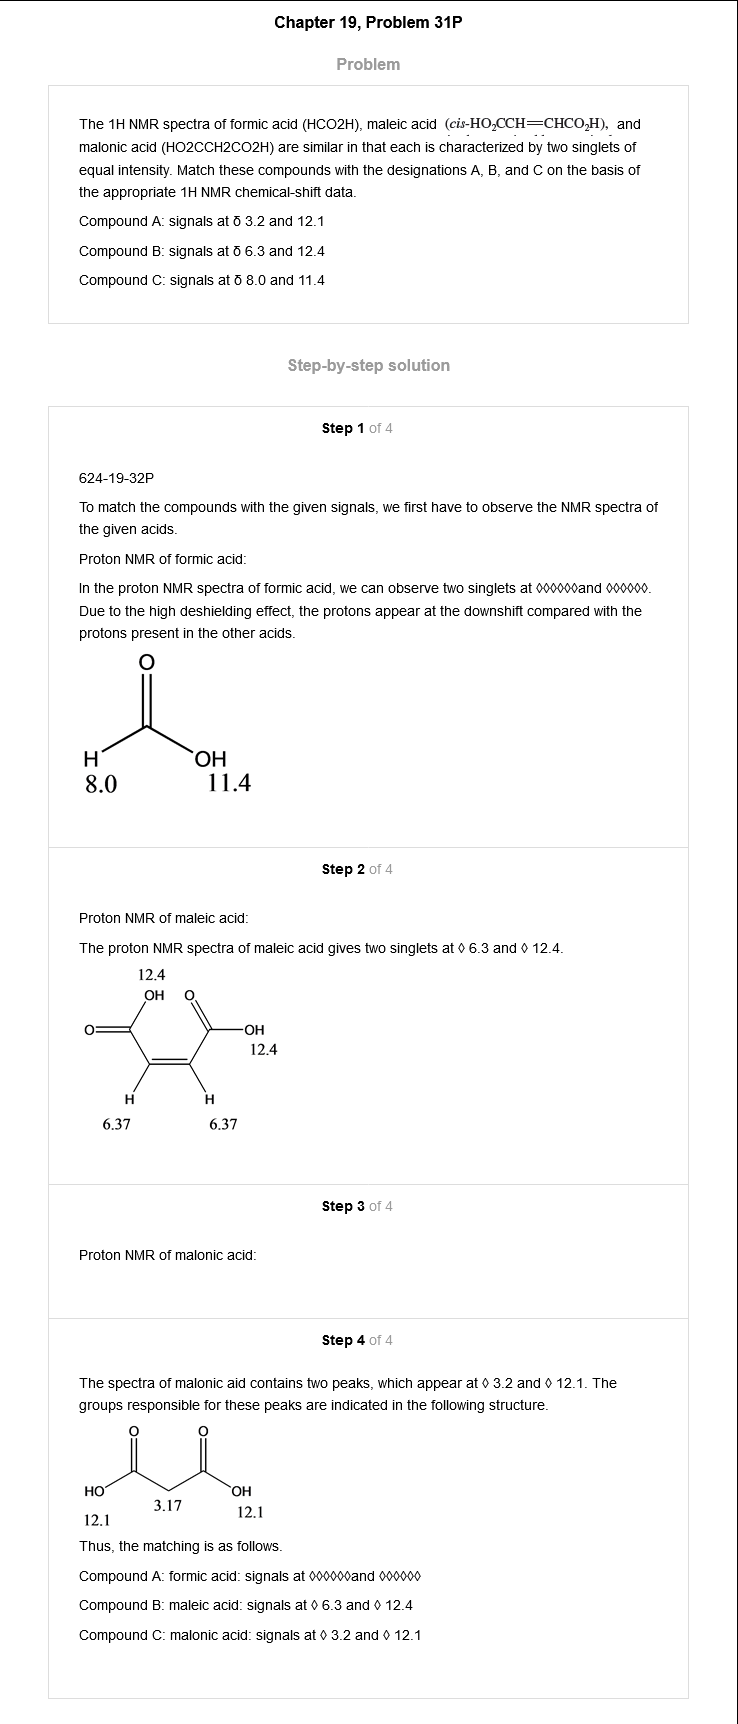 Chapter 19, Problem 31P
Problem
The 1H NMR spectra of formic acid (HCO2H), maleic acid (cis-HO₂CCH=CHCO₂H), and
malonic acid (HO2CCH2CO2H) are similar in that each is characterized by two singlets of
equal intensity. Match these compounds with the designations A, B, and C on the basis of
the appropriate 1H NMR chemical-shift data.
Compound A: signals at δ 3.2 and 12.1
Compound B: signals at δ 6.3 and 12.4
Compound C: signals at δ 8.0 and 11.4
Step-by-step solution
Step 1 of 4
624-19-32P
To match the compounds with the given signals, we first have to observe the NMR spectra of
the given acids.
Proton NMR of formic acid:
In the proton NMR spectra of formic acid, we can observe two singlets at ◊◊◊◊◊◊and ◊◊◊◊◊◊.
Due to the high deshielding effect, the protons appear at the downshift compared with the
protons present in the other acids.
O
H OH
8.0 11.4
Step 2 of 4
Proton NMR of maleic acid:
The proton NMR spectra of maleic acid gives two singlets at ◊ 6.3 and ◊ 12.4.
12.4
OH O
O OH
12.4
H H
6.37 6.37
Step 3 of 4
Proton NMR of malonic acid:
Step 4 of 4
The spectra of malonic aid contains two peaks, which appear at ◊ 3.2 and ◊ 12.1. The
groups responsible for these peaks are indicated in the following structure.
O O
HO OH
3.17
12.1 12.1
Thus, the matching is as follows.
Compound A: formic acid: signals at ◊◊◊◊◊◊and ◊◊◊◊◊◊
Compound B: maleic acid: signals at ◊ 6.3 and ◊ 12.4
Compound C: malonic acid: signals at ◊ 3.2 and ◊ 12.1